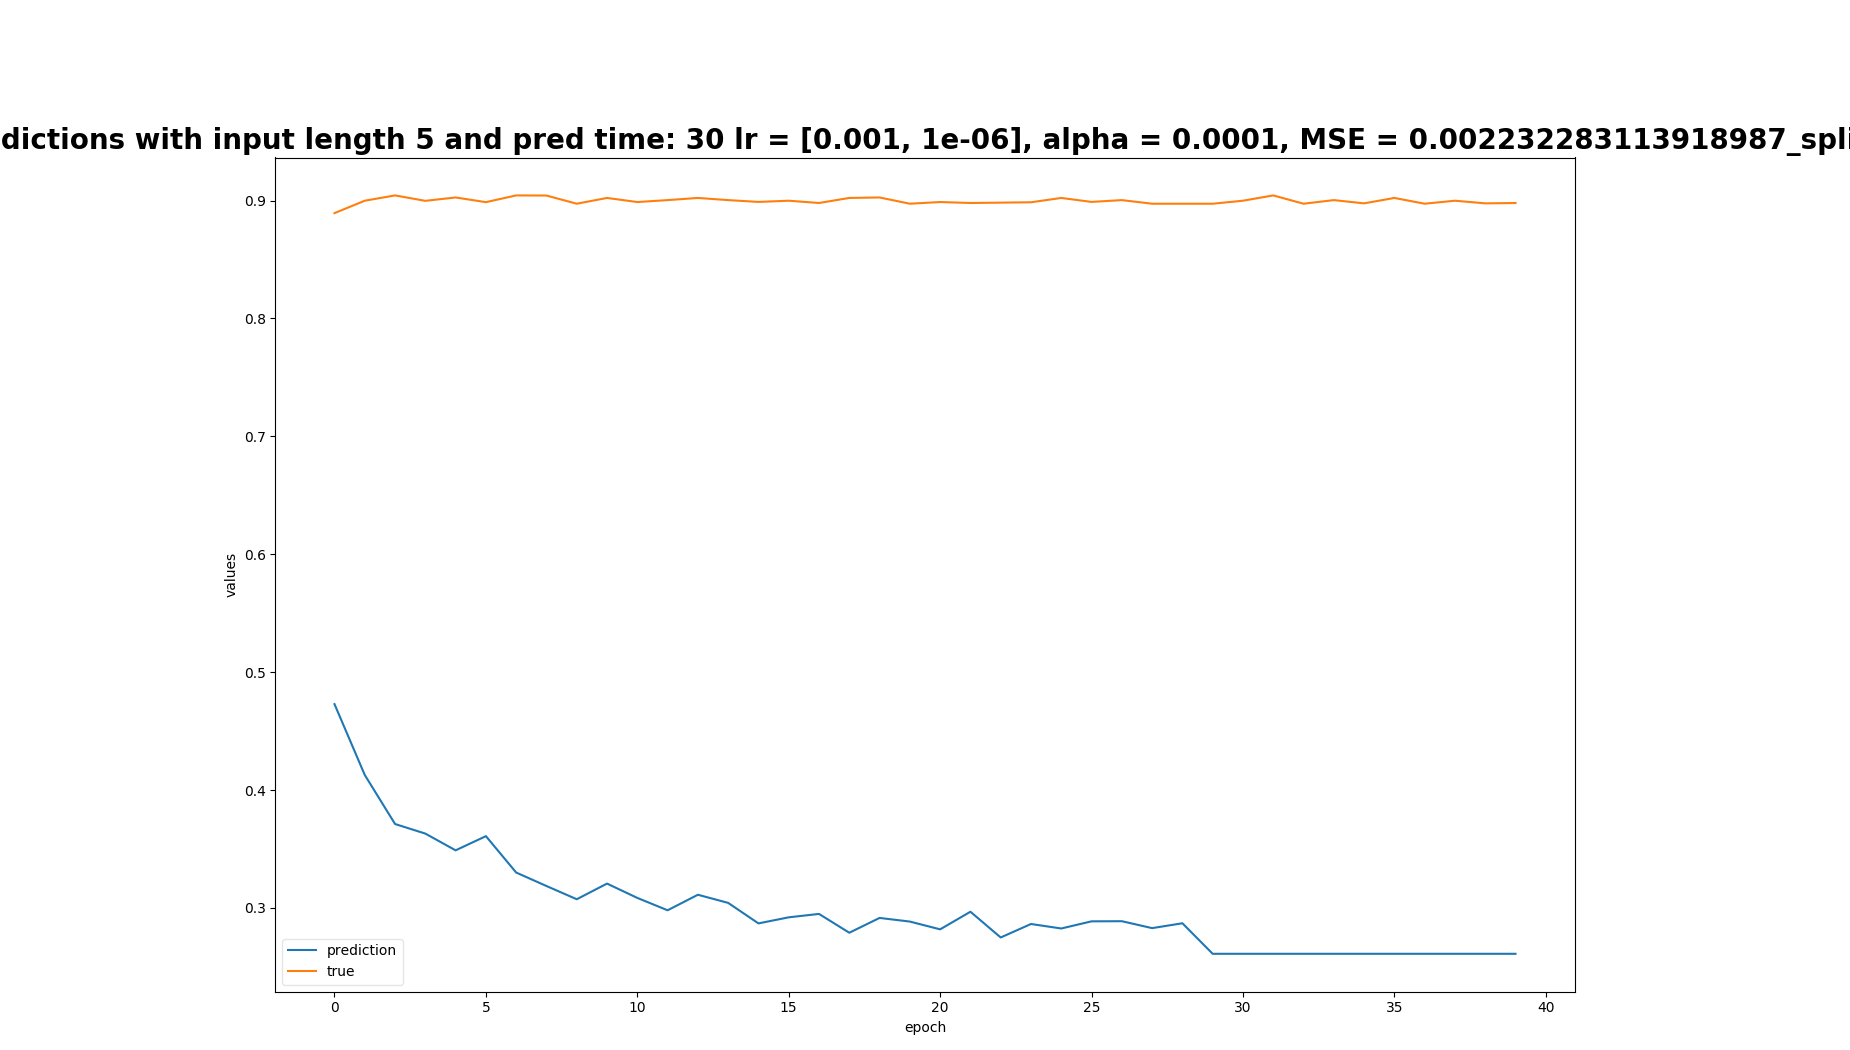 dictions with input length 5 and pred time: 30 lr = [0.001, 1e-06], alpha = 0.0001, MSE = 0.002232283113918987_spli
0.9
0.8
0.7
0.6
0.5
0.4
0.3
values
prediction
true
0 5 10 15 20 25 30 35 40
epoch